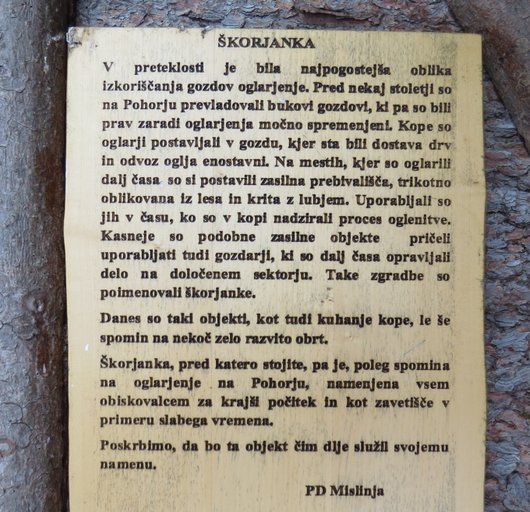 ŠKORJANKA
V preteklosti je bila najpogostejša oblika
izkoriščanja gozdov oglarjenje. Pred nekaj stoletji so
na Pohorju prevladovali bukovi gozdovi, ki pa so bili
prav zaradi oglarjenja močno spremenjeni. Kope so
oglarji postavljali v gozdu, kjer sta bili dostava drv
in odvoz oglja enostavni. Na mestih, kjer so oglarili
dalj časa so si postavili zasilna prebivališča, trikotno
oblikovana iz lesa in krita z lubjem. Uporabljali so
jih v času, ko so v kopi nadzirali proces oglenitve.
Kasneje so podobne zasilne objekte pričeli
uporabljati tudi gozdarji, ki so dalj časa opravljali
delo na določenem sektorju. Take zgradbe so
poimenovali škorjanke.
Danes so taki objekti, kot tudi kuhanje kope, le še
spomin na nekoč zelo razvito obrt.
Škorjanka, pred katero stojite, pa je, poleg spomina
na oglarjenje na Pohorju, namenjena vsem
obiskovalcem za krajši počitek in kot zavetišče v
primeru slabega vremena.
Poskrbimo, da bo ta objekt čim dlje služil svojemu
namenu.
PD Mislinja